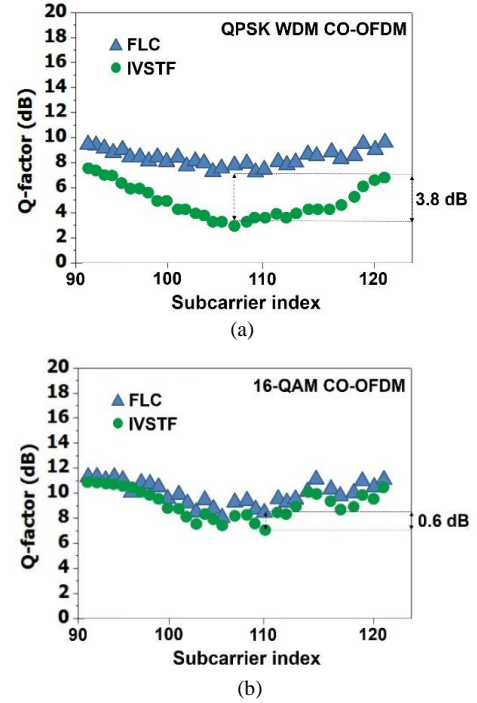 20
18
16
14
12
10
8
6
4
2
0
Q-factor (dB)
QPSK WDM CO-OFDM
FLC
IVSTF
3.8 dB
90 100 110 120
Subcarrier index
(a)
20
18
16
14
12
10
8
6
4
2
0
Q-factor (dB)
16-QAM CO-OFDM
FLC
IVSTF
0.6 dB
90 100 110 120
Subcarrier index
(b)